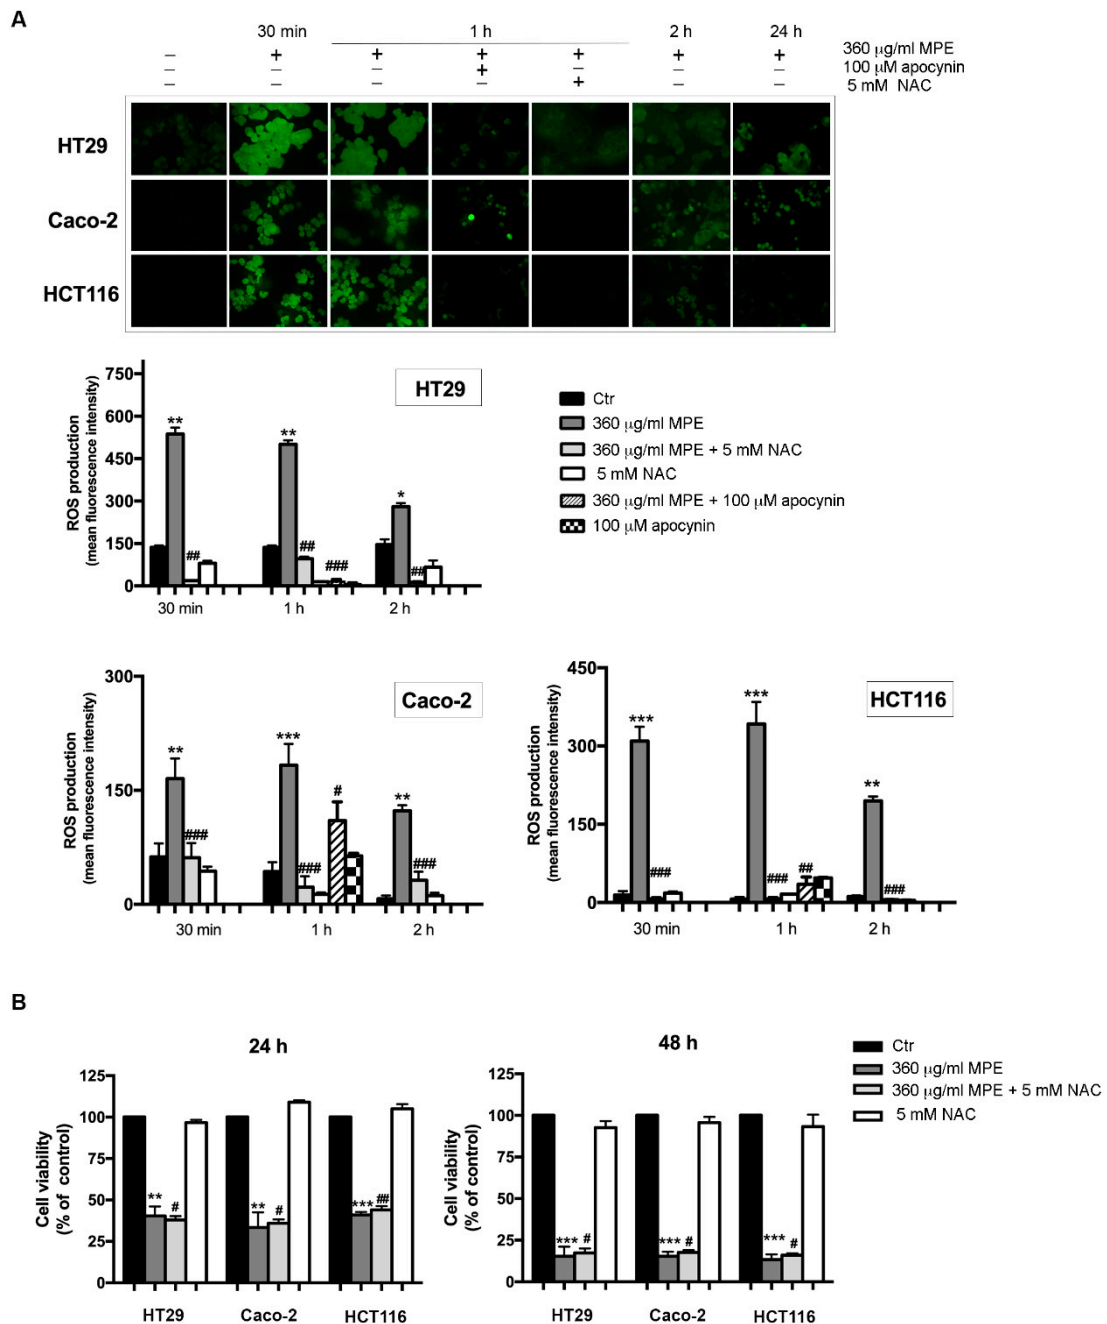 A
30 min 1 h 2 h 24 h
– + + + + + + 360 μg/ml MPE
– – – + – – – 100 μM apocynin
– – – – + – – 5 mM NAC
HT29
Caco-2
HCT116
HT29
750
600
450
300
150
0
ROS production
(mean fluorescence intensity)
** ** *
## ## ### ##
30 min 1 h 2 h
Ctr
360 μg/ml MPE
360 μg/ml MPE + 5 mM NAC
5 mM NAC
360 μg/ml MPE + 100 μM apocynin
100 μM apocynin
Caco-2
300
150
0
ROS production
(mean fluorescence intensity)
** *** **
### ### # ###
30 min 1 h 2 h
HCT116
450
300
150
0
ROS production
(mean fluorescence intensity)
*** *** **
### ### ## ###
30 min 1 h 2 h
B
24 h
125
100
75
50
25
0
Cell viability
(% of control)
** # ** # *** ##
HT29 Caco-2 HCT116
48 h
125
100
75
50
25
0
Cell viability
(% of control)
*** # *** # *** #
HT29 Caco-2 HCT116
Ctr
360 μg/ml MPE
360 μg/ml MPE + 5 mM NAC
5 mM NAC